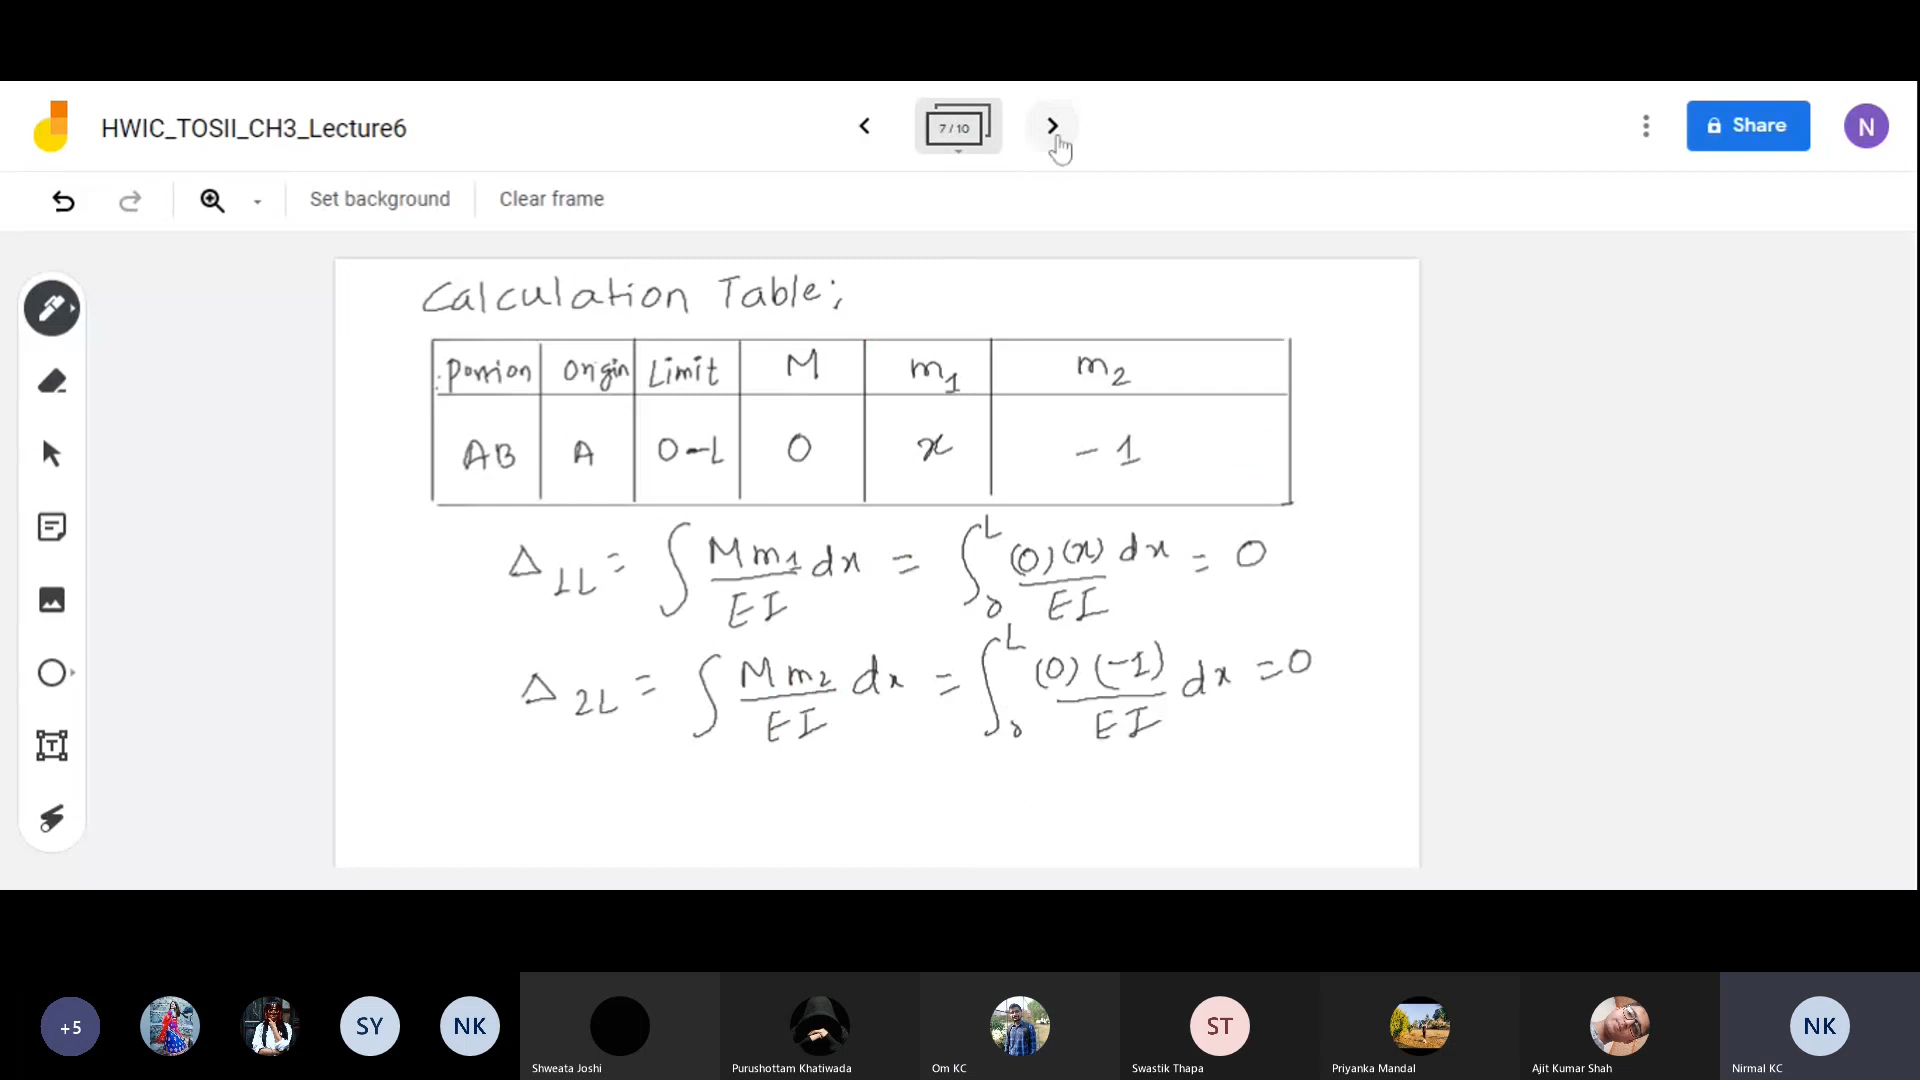 HWIC_TOSII_CH3_Lecture6
7 / 10
Share
N
Set background
Clear frame
Calculation Table:
Porrion Origin Limit M m₁ m₂
AB A 0-L 0 x -1
Δ₁L = ∫ Mm₁/EI dx = ∫₀ᴸ (0)(x)/EI dx = 0
Δ₂L = ∫ Mm₂/EI dx = ∫₀ᴸ (0)(-1)/EI dx = 0
+5
SY
NK
ST
NK
Shweata Joshi
Purushottam Khatiwada
Om KC
Swastik Thapa
Priyanka Mandal
Ajit Kumar Shah
Nirmal KC